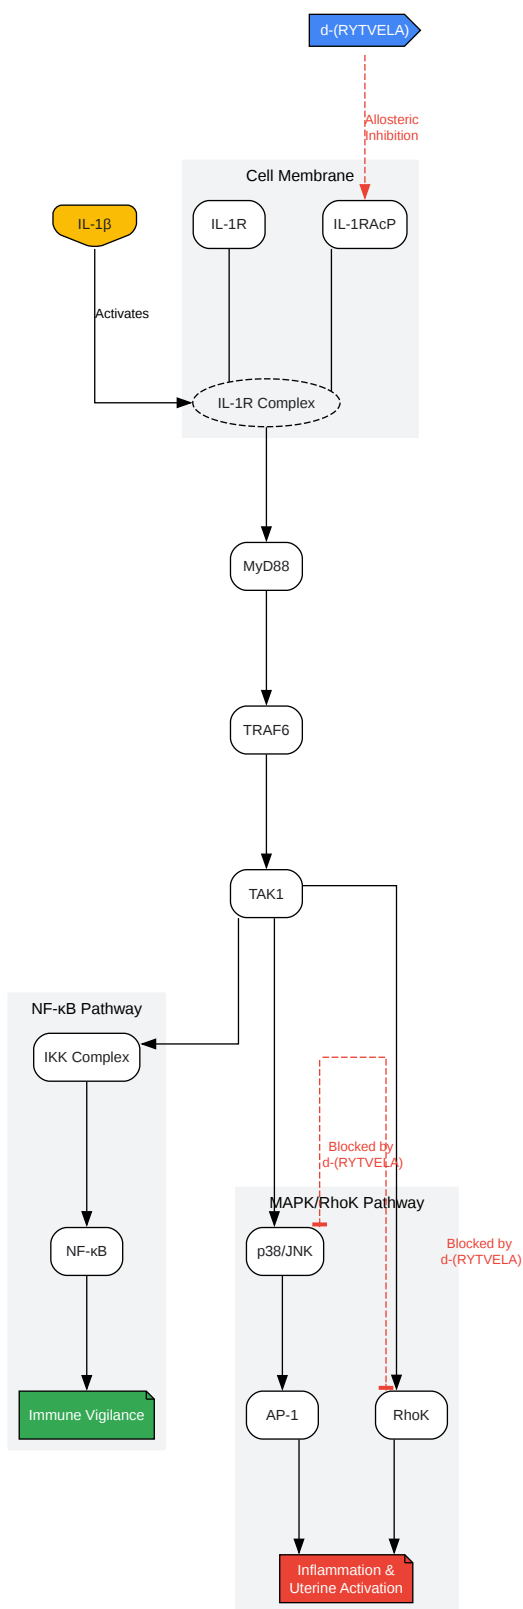 d-(RYTVELA)
Allosteric
Inhibition
Cell Membrane
IL-1β
IL-1R
IL-1RAcP
Activates
IL-1R Complex
MyD88
TRAF6
TAK1
NF-κB Pathway
IKK Complex
Blocked by
d-(RYTVELA)
MAPK/RhoK Pathway
NF-κB
p38/JNK
Blocked by
d-(RYTVELA)
Immune Vigilance
AP-1
RhoK
Inflammation &
Uterine Activation